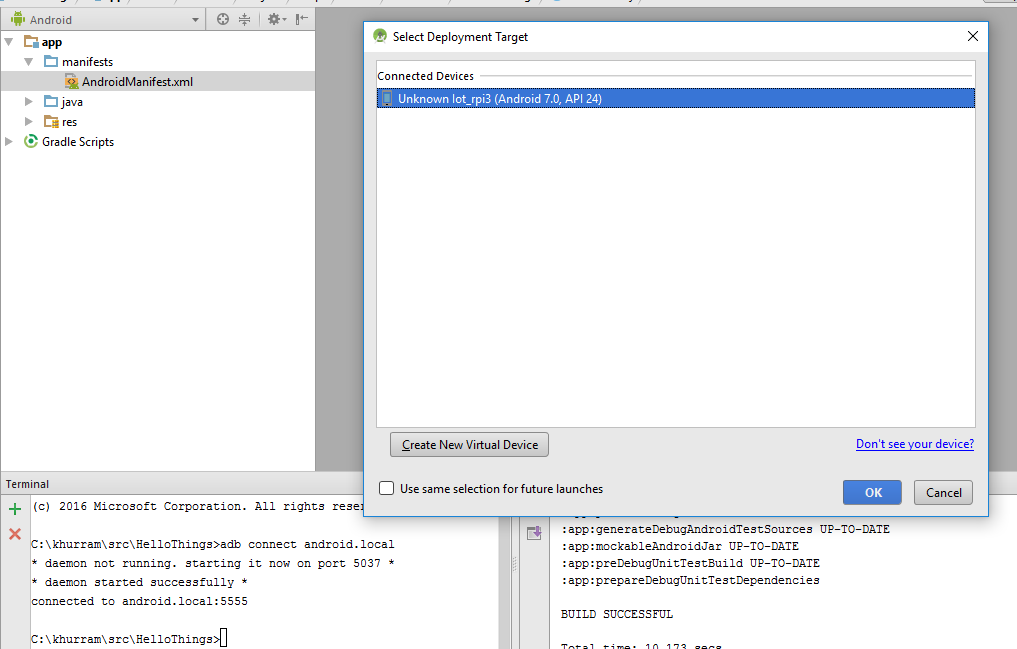 Android
app
manifests
AndroidManifest.xml
java
res
Gradle Scripts
Select Deployment Target
Connected Devices
Unknown Iot_rpi3 (Android 7.0, API 24)
Create New Virtual Device
Don't see your device?
Use same selection for future launches
OK
Cancel
Terminal
(c) 2016 Microsoft Corporation. All rights
C:\khurram\src\HelloThings>adb connect android.local
* daemon not running. starting it now on port 5037 *
* daemon started successfully *
connected to android.local:5555
C:\khurram\src\HelloThings>
:app:generateDebugAndroidTestSources UP-TO-DATE
:app:mockableAndroidJar UP-TO-DATE
:app:preDebugUnitTestBuild UP-TO-DATE
:app:prepareDebugUnitTestDependencies
BUILD SUCCESSFUL
Total time: 10.173 secs